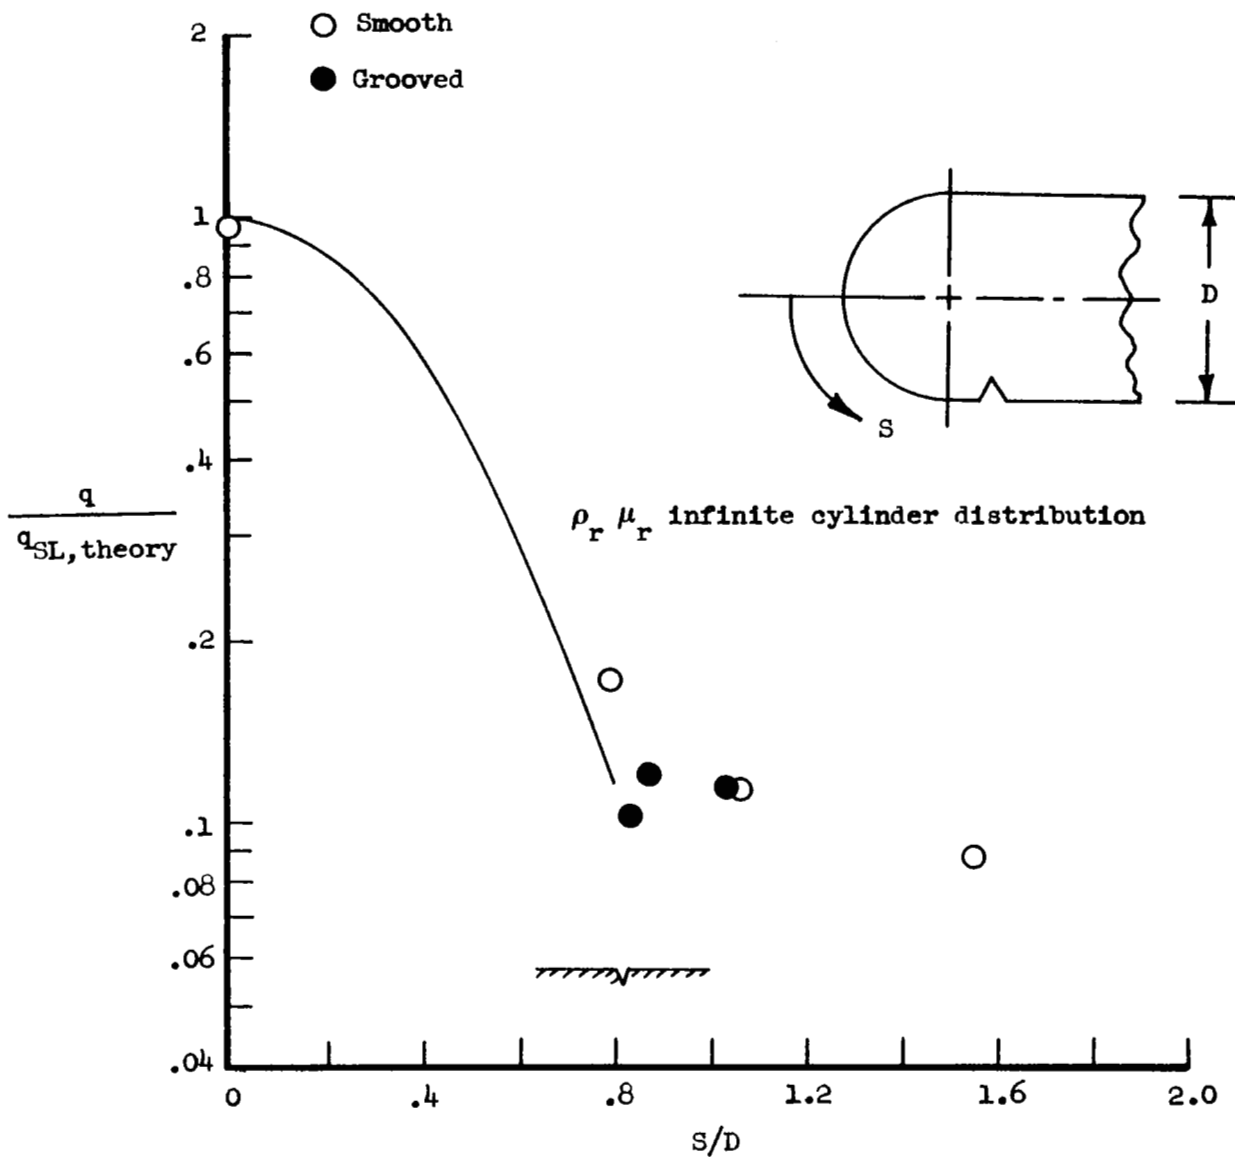 Smooth
Grooved
2
1
.8
.6
.4
.2
.1
.08
.06
.04
q
q_SL,theory
D
S
ρ_r μ_r infinite cylinder distribution
0
.4
.8
1.2
1.6
2.0
S/D